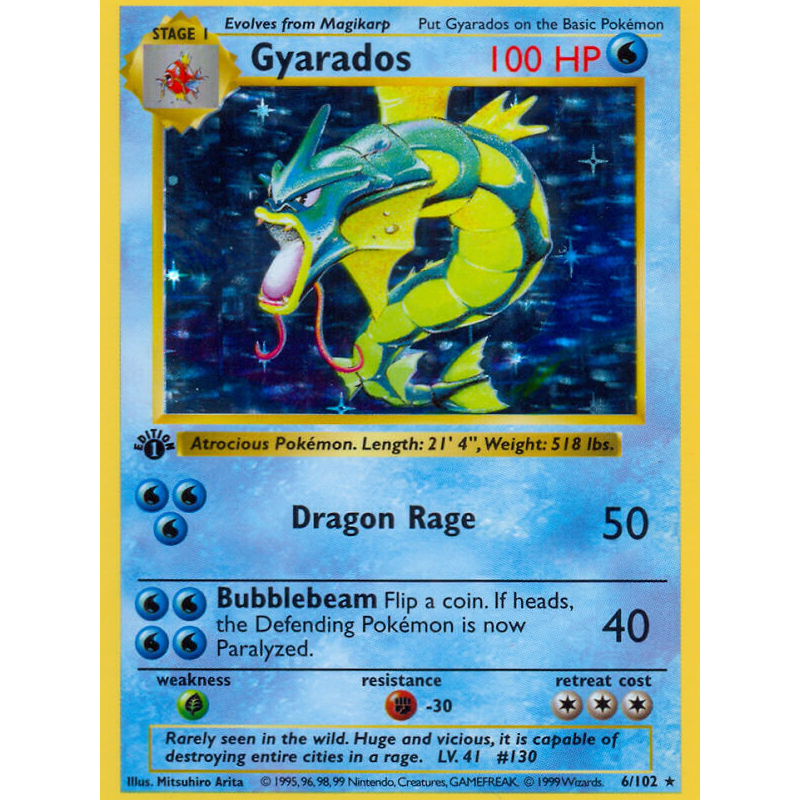 Evolves from Magikarp Put Gyarados on the Basic Pokémon
STAGE 1
Gyarados 100 HP
EDITION
1
Atrocious Pokémon. Length: 21' 4", Weight: 518 lbs.
Dragon Rage 50
Bubblebeam Flip a coin. If heads,
the Defending Pokémon is now 40
Paralyzed.
weakness resistance retreat cost
-30
Rarely seen in the wild. Huge and vicious, it is capable of
destroying entire cities in a rage. LV. 41 #130
Illus. Mitsuhiro Arita © 1995, 96, 98, 99 Nintendo, Creatures, GAMEFREAK. © 1999 Wizards. 6/102 ★